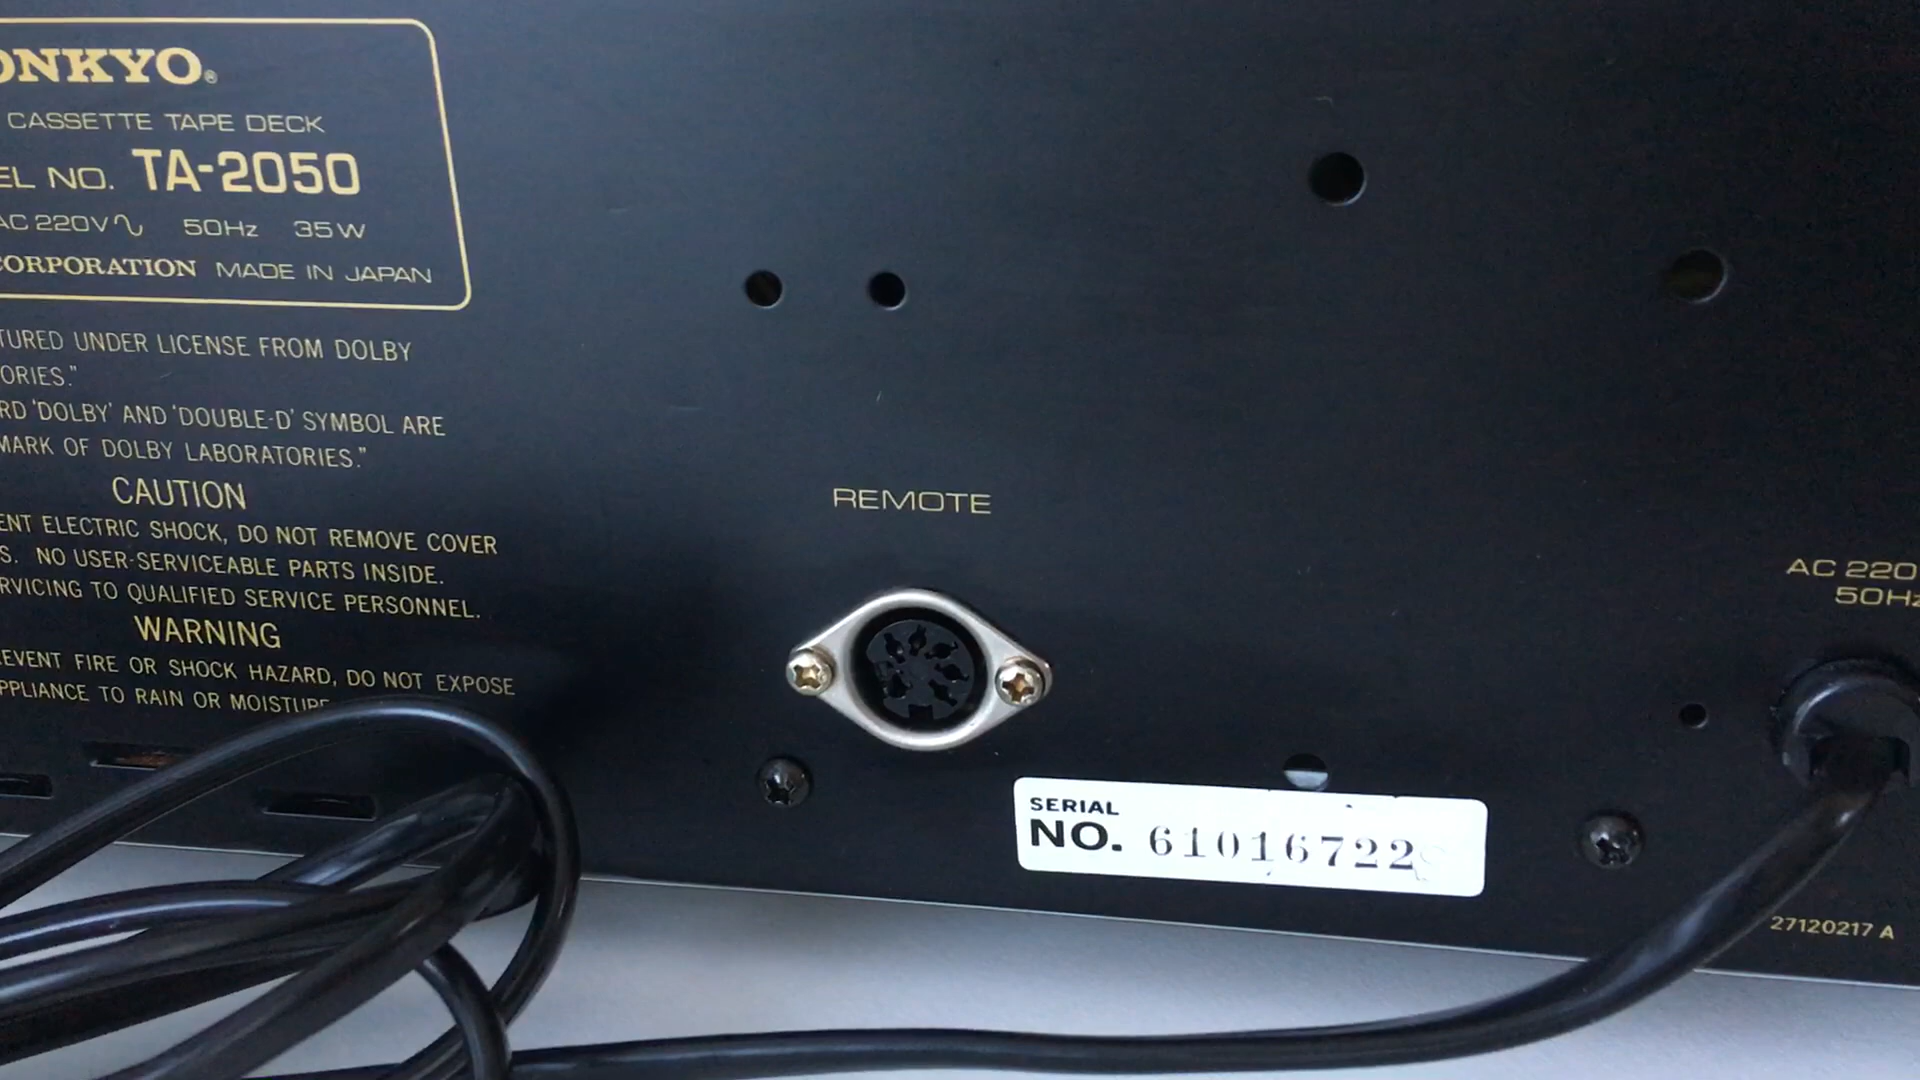 ONKYO®
CASSETTE TAPE DECK
EL NO. TA-2050
AC 220V∿ 50Hz 35W
CORPORATION MADE IN JAPAN
TURED UNDER LICENSE FROM DOLBY
ORIES."
RD 'DOLBY' AND 'DOUBLE-D' SYMBOL ARE
MARK OF DOLBY LABORATORIES."
CAUTION
ENT ELECTRIC SHOCK, DO NOT REMOVE COVER
S. NO USER-SERVICEABLE PARTS INSIDE.
RVICING TO QUALIFIED SERVICE PERSONNEL.
WARNING
EVENT FIRE OR SHOCK HAZARD, DO NOT EXPOSE
PPLIANCE TO RAIN OR MOISTURE
REMOTE
AC 220
50Hz
SERIAL
NO. 61016722
27120217 A